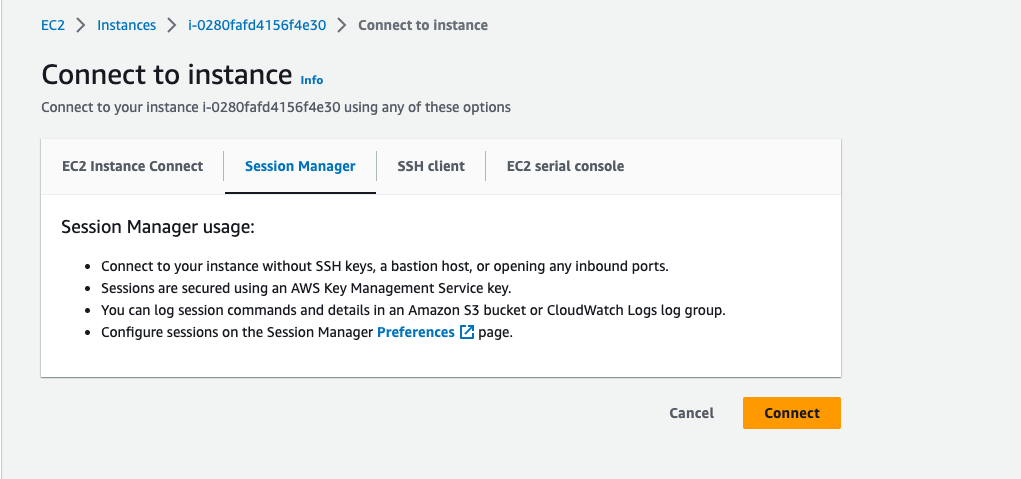 EC2 > Instances > i-0280fafd4156f4e30 > Connect to instance
Connect to instance Info
Connect to your instance i-0280fafd4156f4e30 using any of these options
EC2 Instance Connect Session Manager SSH client EC2 serial console
Session Manager usage:
• Connect to your instance without SSH keys, a bastion host, or opening any inbound ports.
• Sessions are secured using an AWS Key Management Service key.
• You can log session commands and details in an Amazon S3 bucket or CloudWatch Logs log group.
• Configure sessions on the Session Manager Preferences page.
Cancel Connect